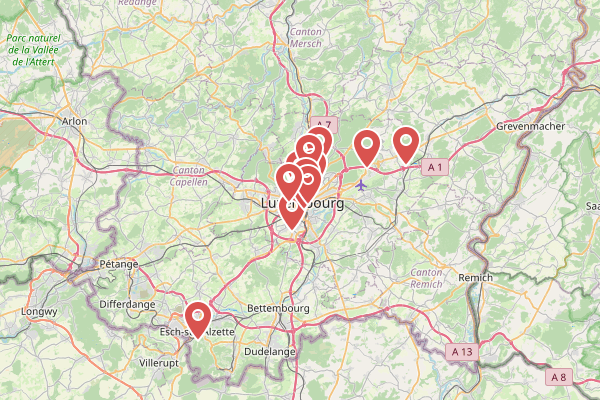 Redange
Parc naturel
de la Vallée
de l'Attert
Canton
Mersch
Arlon
A 7
Grevenmacher
A 1
Canton
Capellen
Luxembourg
Pétange
Canton
Remich
Remich
Differdange
Longwy
Bettembourg
Esch-sur-Alzette
Villerupt
Dudelange
A 13
A 8